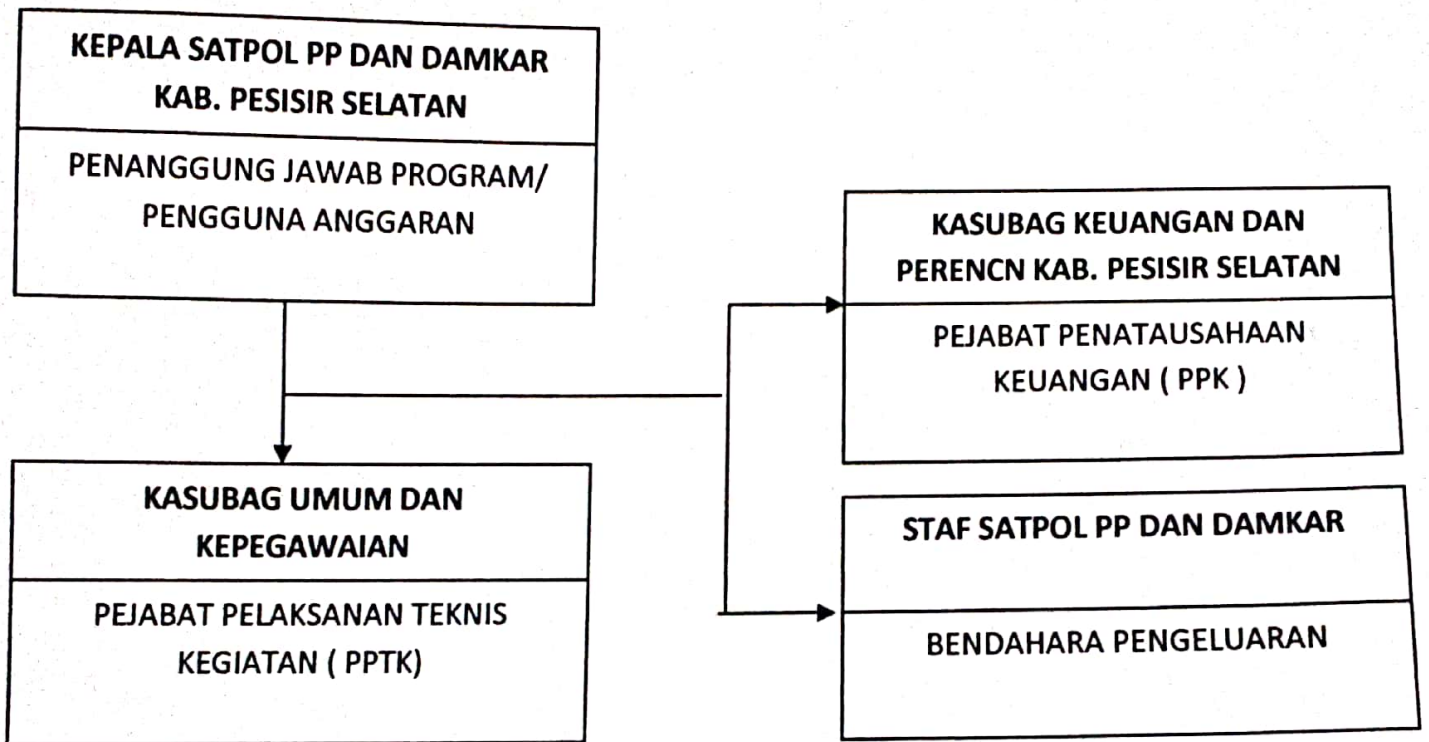 KEPALA SATPOL PP DAN DAMKAR
KAB. PESISIR SELATAN
PENANGGUNG JAWAB PROGRAM/
PENGGUNA ANGGARAN
KASUBAG KEUANGAN DAN
PERENCN KAB. PESISIR SELATAN
PEJABAT PENATAUSAHAAN
KEUANGAN ( PPK )
KASUBAG UMUM DAN
KEPEGAWAIAN
PEJABAT PELAKSANAN TEKNIS
KEGIATAN ( PPTK)
STAF SATPOL PP DAN DAMKAR
BENDAHARA PENGELUARAN